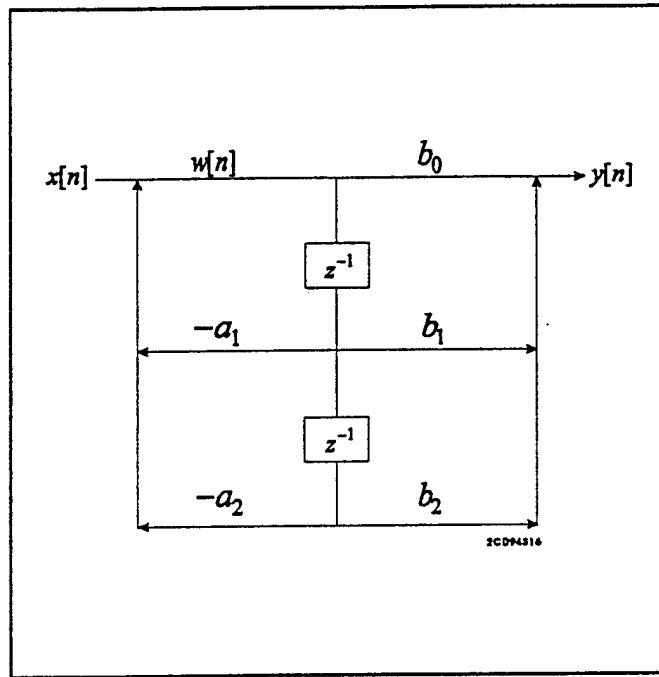 w[n] b₀
x[n] y[n]
z⁻¹
-a₁ b₁
z⁻¹
-a₂ b₂
2CD94316